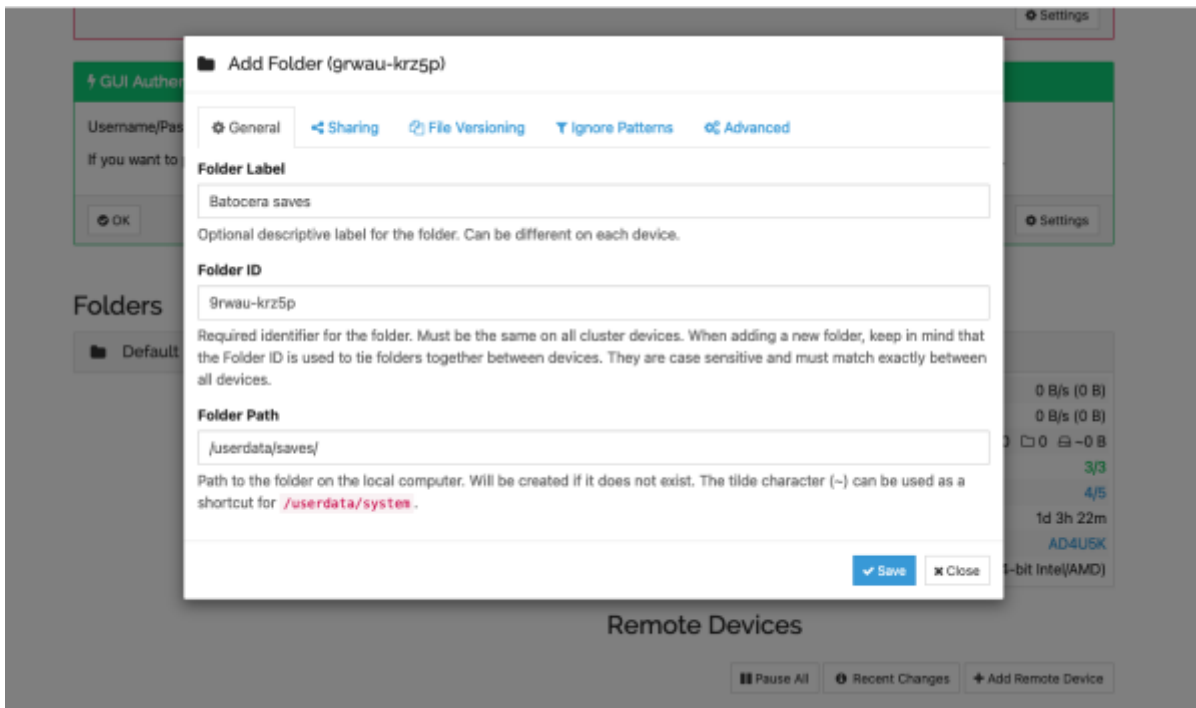 Settings
Add Folder (9rwau-krz5p)
GUI Authen
General
Sharing
File Versioning
Ignore Patterns
Advanced
Username/Pas
If you want to
Folder Label
Batocera saves
OK
Settings
Optional descriptive label for the folder. Can be different on each device.
Folder ID
9rwau-krz5p
Folders
Required identifier for the folder. Must be the same on all cluster devices. When adding a new folder, keep in mind that
Default
the Folder ID is used to tie folders together between devices. They are case sensitive and must match exactly between
all devices.
0 B/s (0 B)
Folder Path
0 B/s (0 B)
0 ~0 B
/userdata/saves/
3/3
Path to the folder on the local computer. Will be created if it does not exist. The tilde character (~) can be used as a
4/5
shortcut for /userdata/system.
1d 3h 22m
AD4U5K
Save
Close
-bit Intel/AMD)
Remote Devices
Pause All
Recent Changes
Add Remote Device